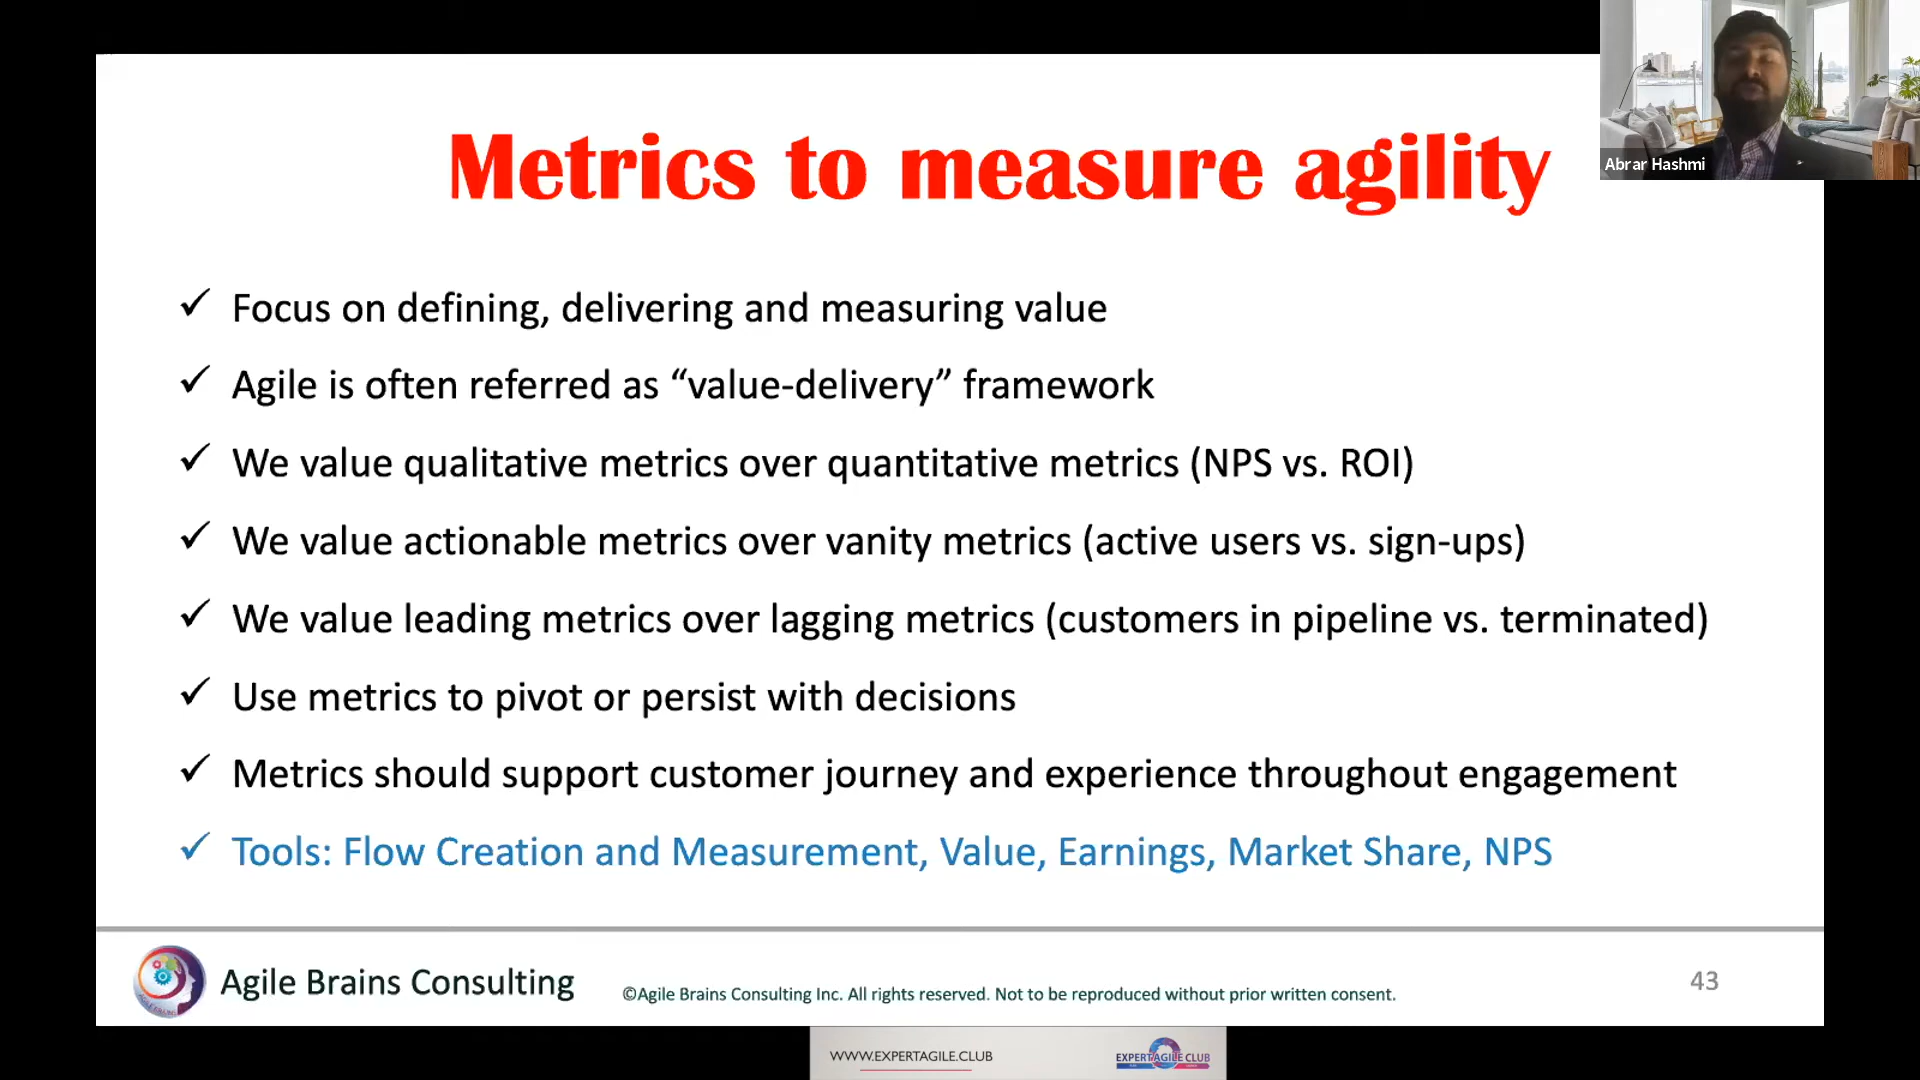 Metrics to measure agility
Abrar Hashmi
✓ Focus on defining, delivering and measuring value
✓ Agile is often referred as “value-delivery” framework
✓ We value qualitative metrics over quantitative metrics (NPS vs. ROI)
✓ We value actionable metrics over vanity metrics (active users vs. sign-ups)
✓ We value leading metrics over lagging metrics (customers in pipeline vs. terminated)
✓ Use metrics to pivot or persist with decisions
✓ Metrics should support customer journey and experience throughout engagement
✓ Tools: Flow Creation and Measurement, Value, Earnings, Market Share, NPS
Agile Brains Consulting
©Agile Brains Consulting Inc. All rights reserved. Not to be reproduced without prior written consent.
43
WWW.EXPERTAGILE.CLUB
EXPERT AGILE CLUB